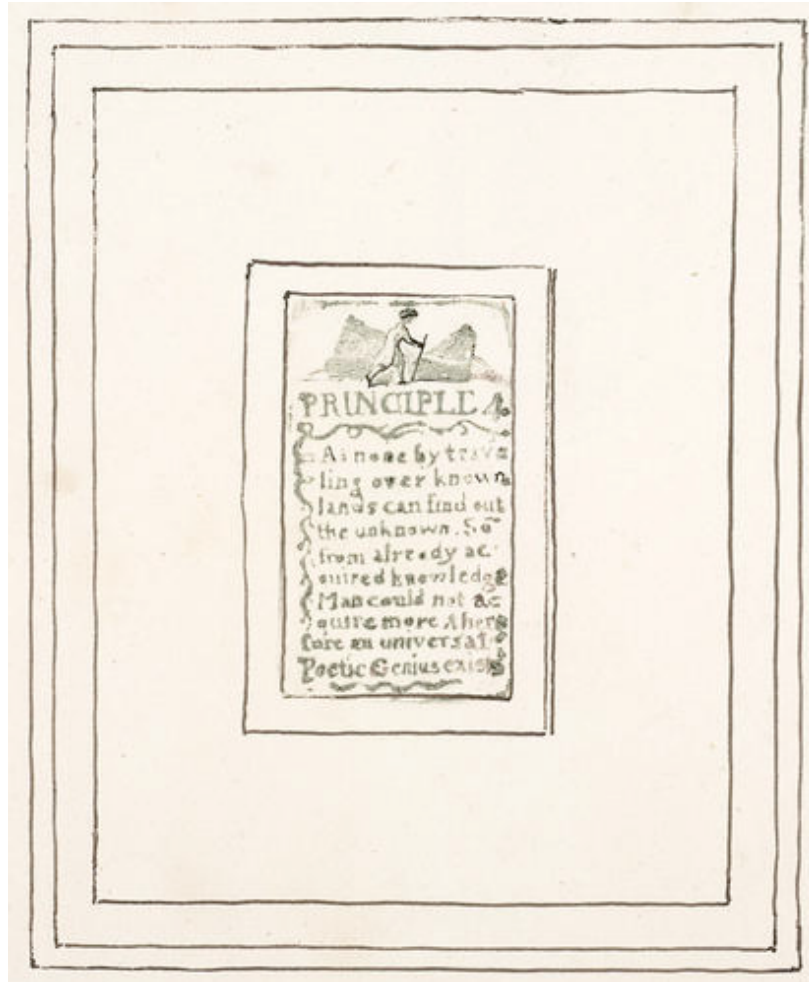 PRINCIPLE 4.
As none by trave
ling over known
lands can find out
the unknown. So
from already ac
quired knowledge
Man could not ac
quire more. there
fore an universal
Poetic Genius exists